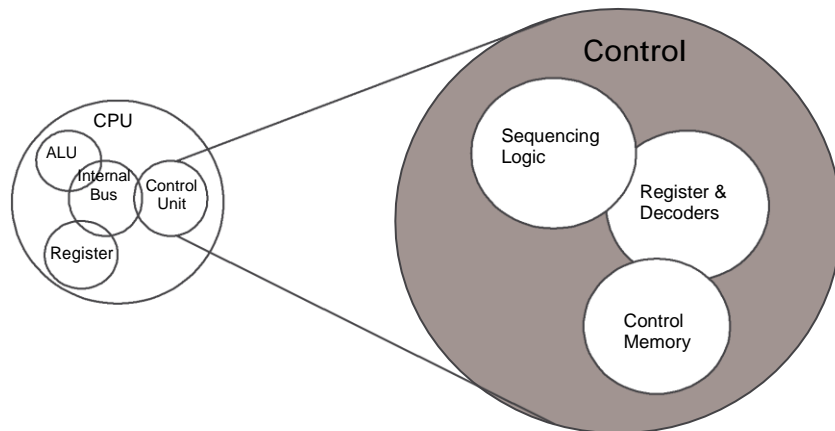 CPU
ALU
Internal
Bus
Control
Unit
Register
Control
Sequencing
Logic
Register &
Decoders
Control
Memory